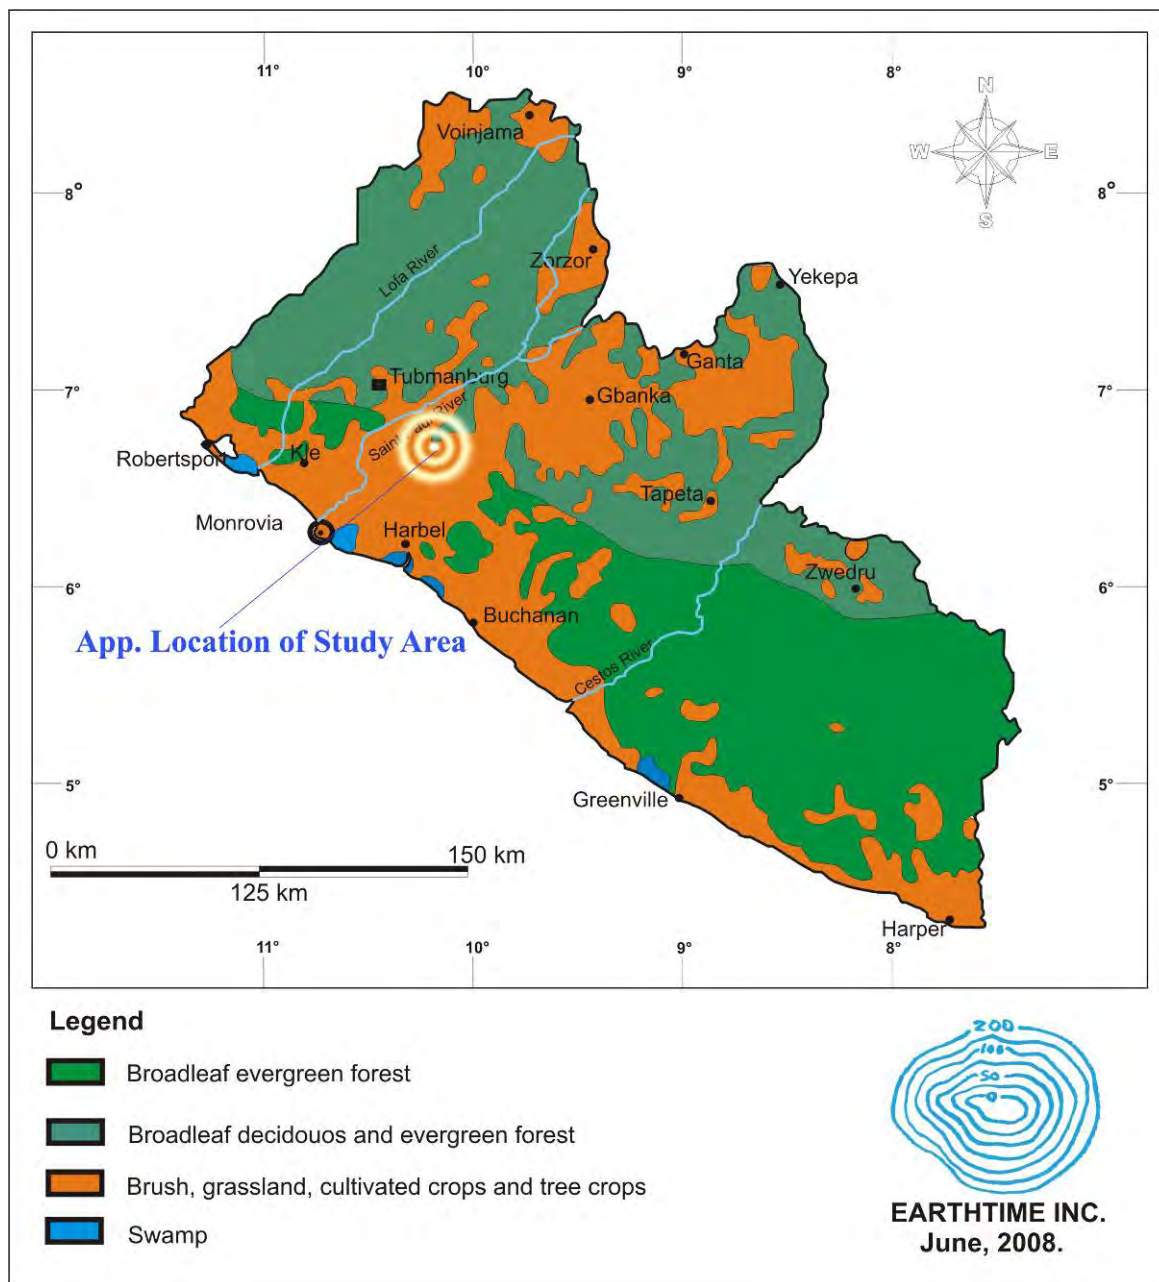 11° 10° 9° 8°
N
W E
S
Voinjama
8° 8°
Zorzor
Lofa River
Yekepa
Ganta
Tubmanburg
7° 7°
Gbanka
Saint Paul River
Robertsport
Kle
Tapeta
Monrovia
Harbel
Zwedru
6° 6°
Buchanan
App. Location of Study Area
Cestos River
5° 5°
Greenville
0 km 150 km
125 km
Harper
11° 10° 9° 8°
Legend
Broadleaf evergreen forest
Broadleaf decidouos and evergreen forest
Brush, grassland, cultivated crops and tree crops
Swamp
200
100
50
0
EARTHTIME INC.
June, 2008.